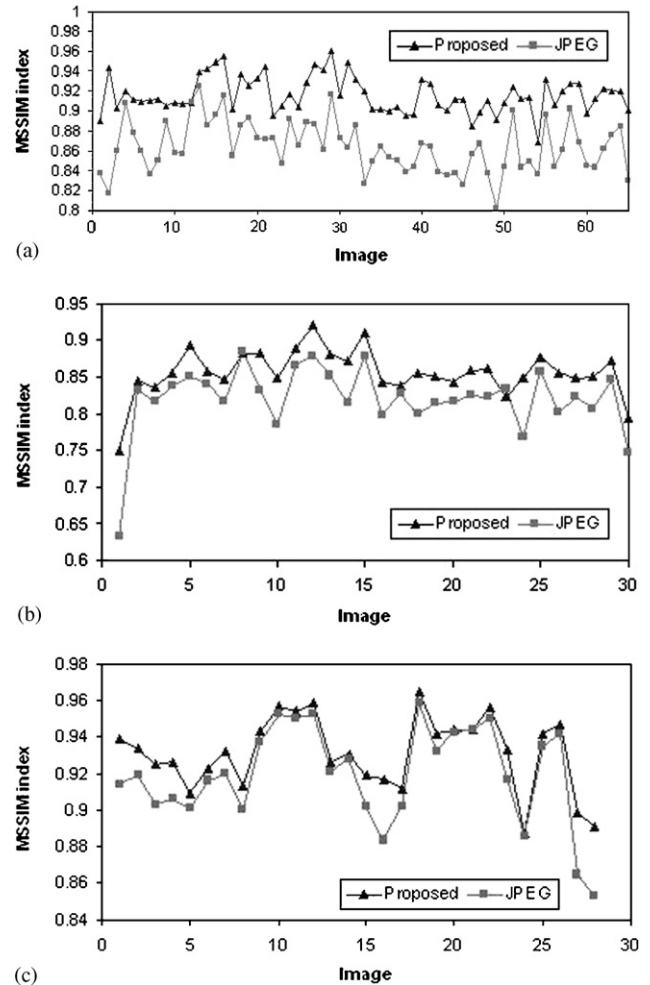 MSSIM index
1
0.98
0.96
0.94
0.92
0.9
0.88
0.86
0.84
0.82
0.8
Proposed JPEG
0 10 20 30 40 50 60
(a)
Image
MSSIM index
0.95
0.9
0.85
0.8
0.75
0.7
0.65
0.6
Proposed JPEG
0 5 10 15 20 25 30
(b)
Image
MSSIM index
0.98
0.96
0.94
0.92
0.9
0.88
0.86
0.84
Proposed JPEG
0 5 10 15 20 25 30
(c)
Image